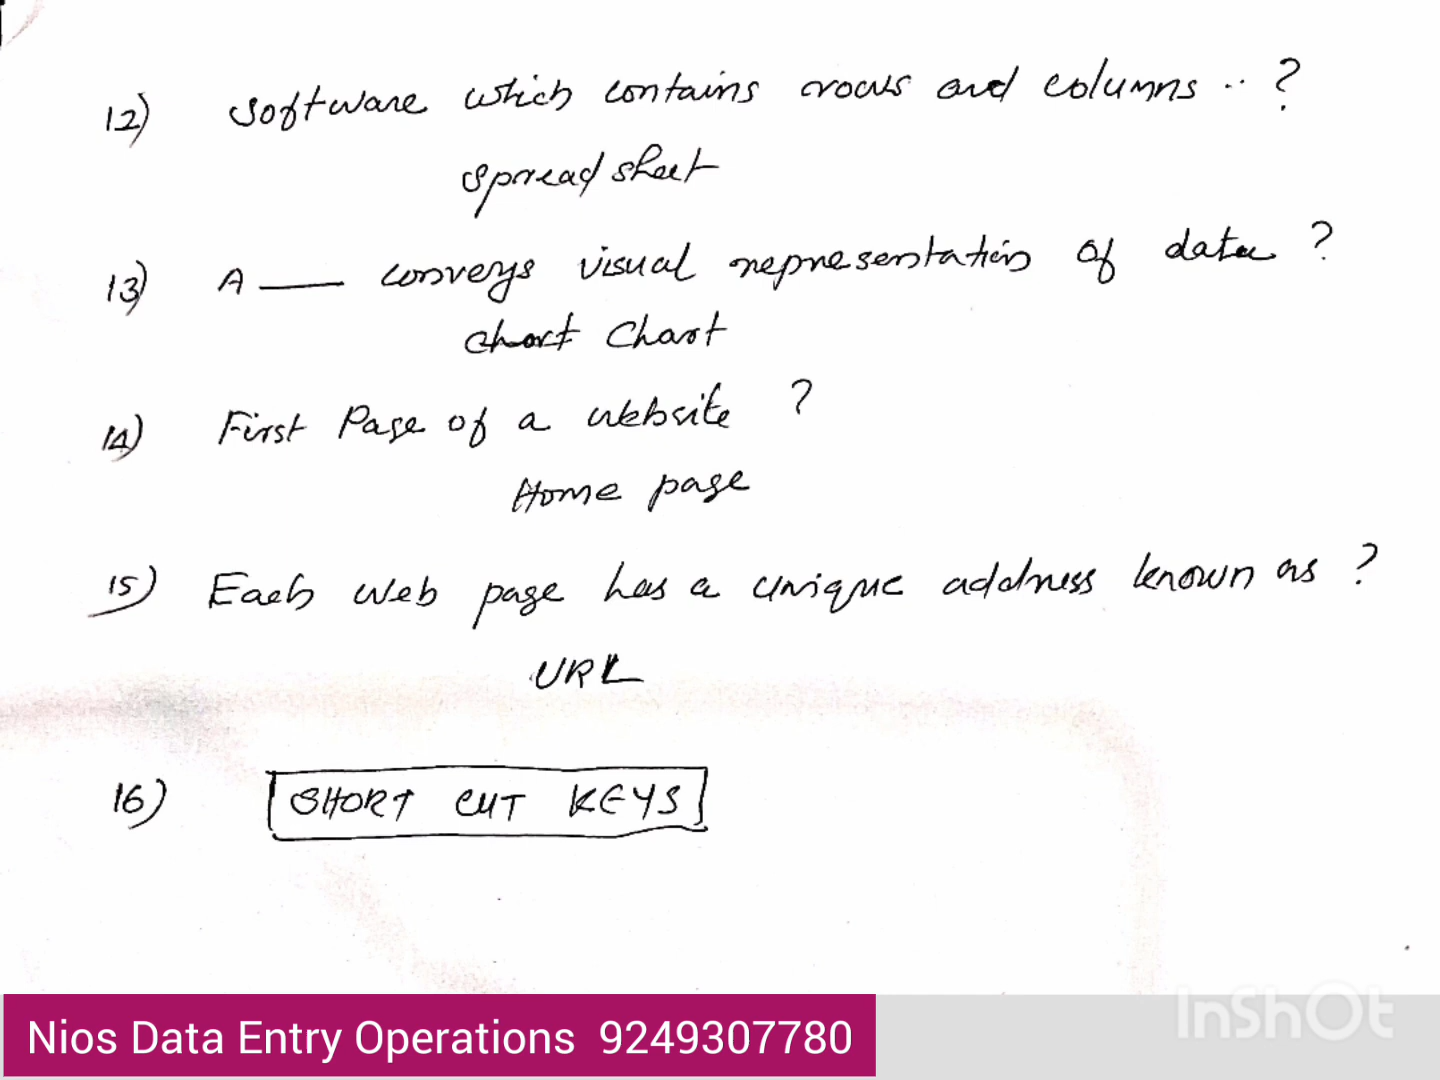 12) Software which contains rows and columns .. ?
Spread sheet
13) A ___ conveys visual representation of data ?
chart Chart
14) First Page of a website ?
Home page
15) Each web page has a unique address known as ?
URL
16) SHORT CUT KEYS
InShOt
Nios Data Entry Operations 9249307780